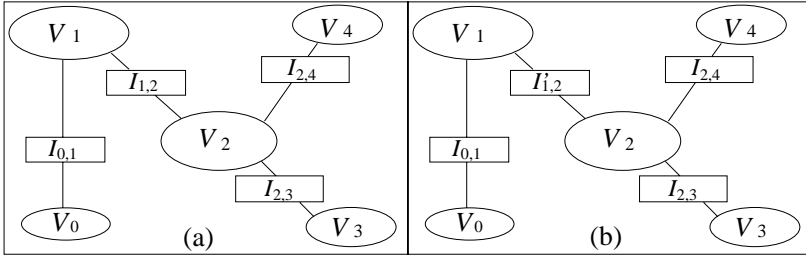 V1
V4
I1,2
I2,4
V2
I0,1
I2,3
V0
V3
(a)
V1
V4
I'1,2
I2,4
V2
I0,1
I2,3
V0
V3
(b)